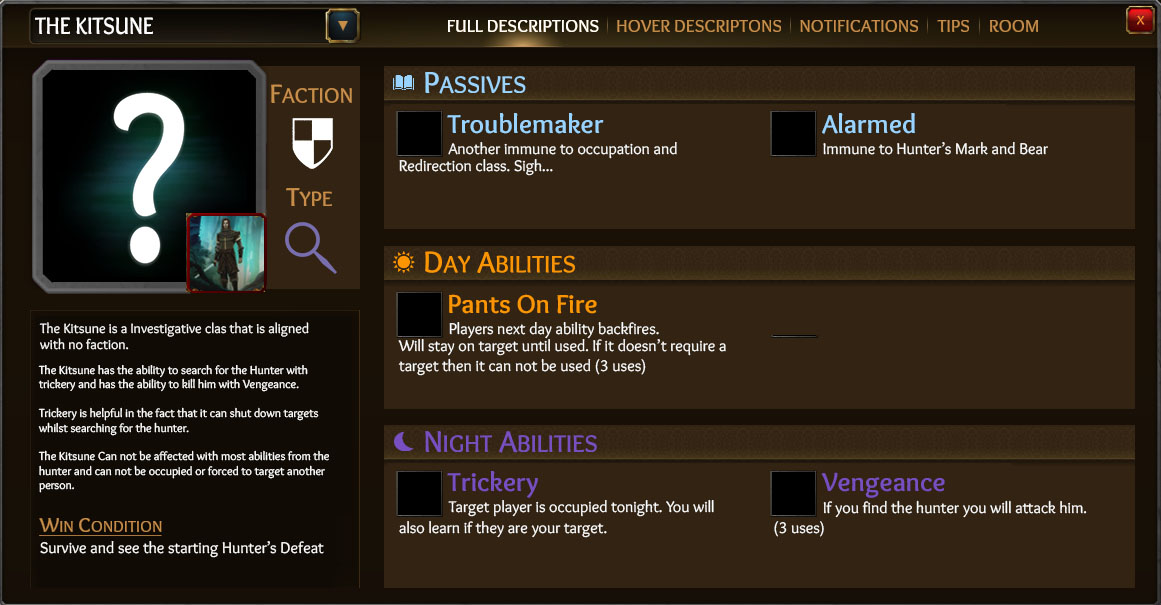 THE KITSUNE
FULL DESCRIPTIONS
HOVER DESCRIPTONS
NOTIFICATIONS
TIPS
ROOM
X
?
FACTION
TYPE
The Kitsune is a Investigative clas that is aligned
with no faction.
The Kitsune has the ability to search for the Hunter with
trickery and has the ability to kill him with Vengeance.
Trickery is helpful in the fact that it can shut down targets
whilst searching for the hunter.
The Kitsune Can not be affected with most abilities from the
hunter and can not be occupied or forced to target another
person.
WIN CONDITION
Survive and see the starting Hunter's Defeat
PASSIVES
Troublemaker
Another immune to occupation and
Redirection class. Sigh...
Alarmed
Immune to Hunter's Mark and Bear
DAY ABILITIES
Pants On Fire
Players next day ability backfires.
Will stay on target until used. If it doesn't require a
target then it can not be used (3 uses)
NIGHT ABILITIES
Trickery
Target player is occupied tonight. You will
also learn if they are your target.
Vengeance
If you find the hunter you will attack him.
(3 uses)